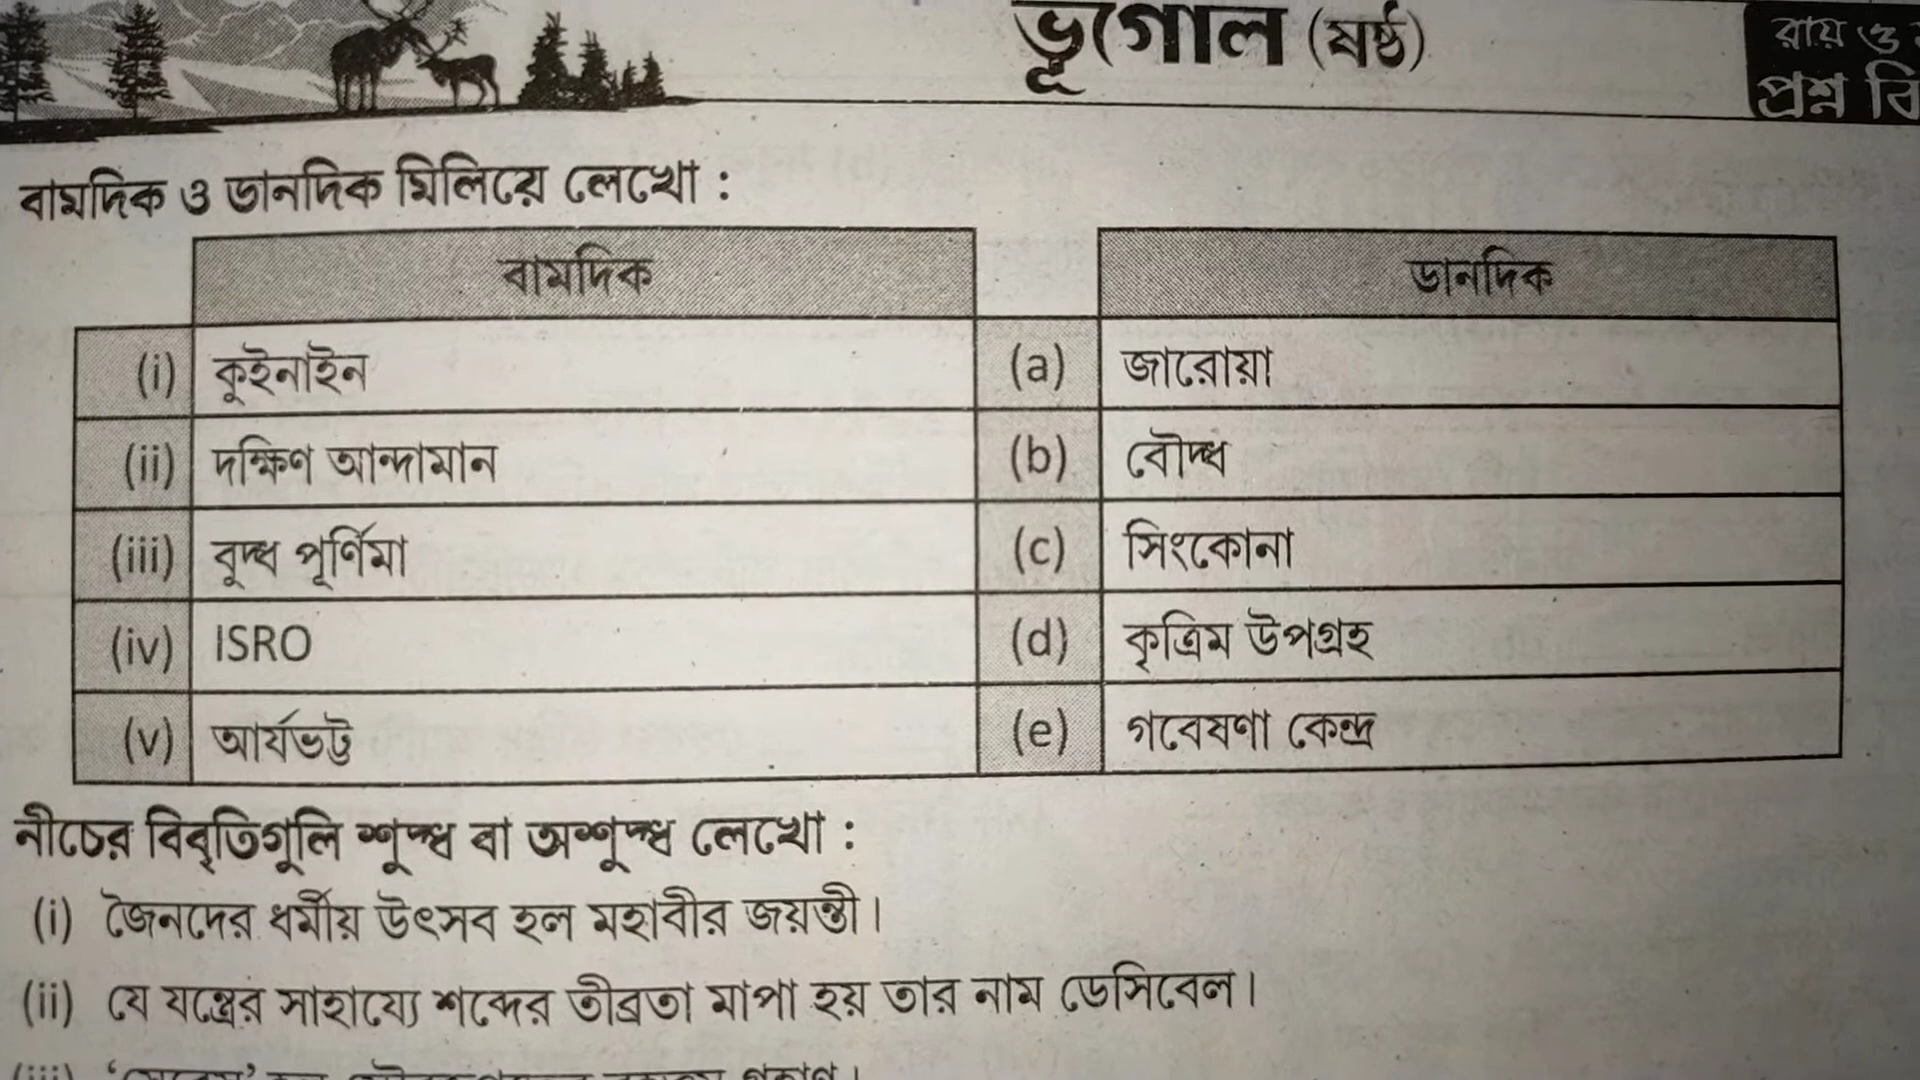 ভূগোল (ষষ্ঠ)
রায় ও
প্রশ্ন বি
বামদিক ও ডানদিক মিলিয়ে লেখো :
বামদিক ডানদিক
(i) কুইনাইন (a) জারোয়া
(ii) দক্ষিণ আন্দামান (b) বৌদ্ধ
(iii) বুদ্ধ পূর্ণিমা (c) সিংকোনা
(iv) ISRO (d) কৃত্রিম উপগ্রহ
(v) আর্যভট্ট (e) গবেষণা কেন্দ্র
নীচের বিবৃতিগুলি শুদ্ধ বা অশুদ্ধ লেখো :
(i) জৈনদের ধর্মীয় উৎসব হল মহাবীর জয়ন্তী।
(ii) যে যন্ত্রের সাহায্যে শব্দের তীব্রতা মাপা হয় তার নাম ডেসিবেল।
(iii)